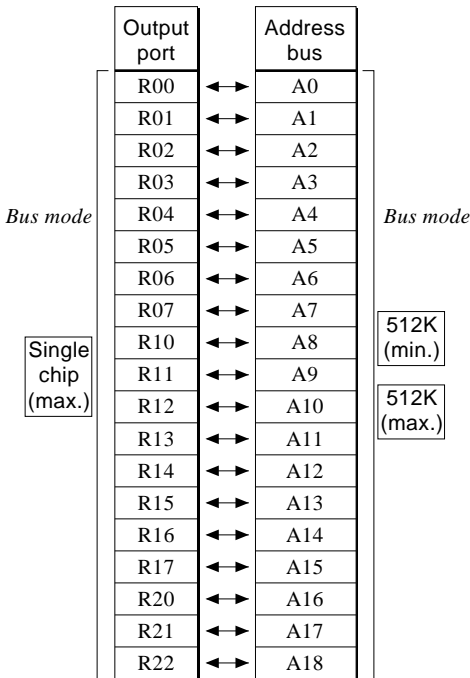 Output port
Address bus
R00 A0
R01 A1
R02 A2
R03 A3
Bus mode R04 A4 Bus mode
R05 A5
R06 A6
R07 A7
512K
(min.)
Single
chip
(max.)
R10 A8
R11 A9
512K
(max.)
R12 A10
R13 A11
R14 A12
R15 A13
R16 A14
R17 A15
R20 A16
R21 A17
R22 A18